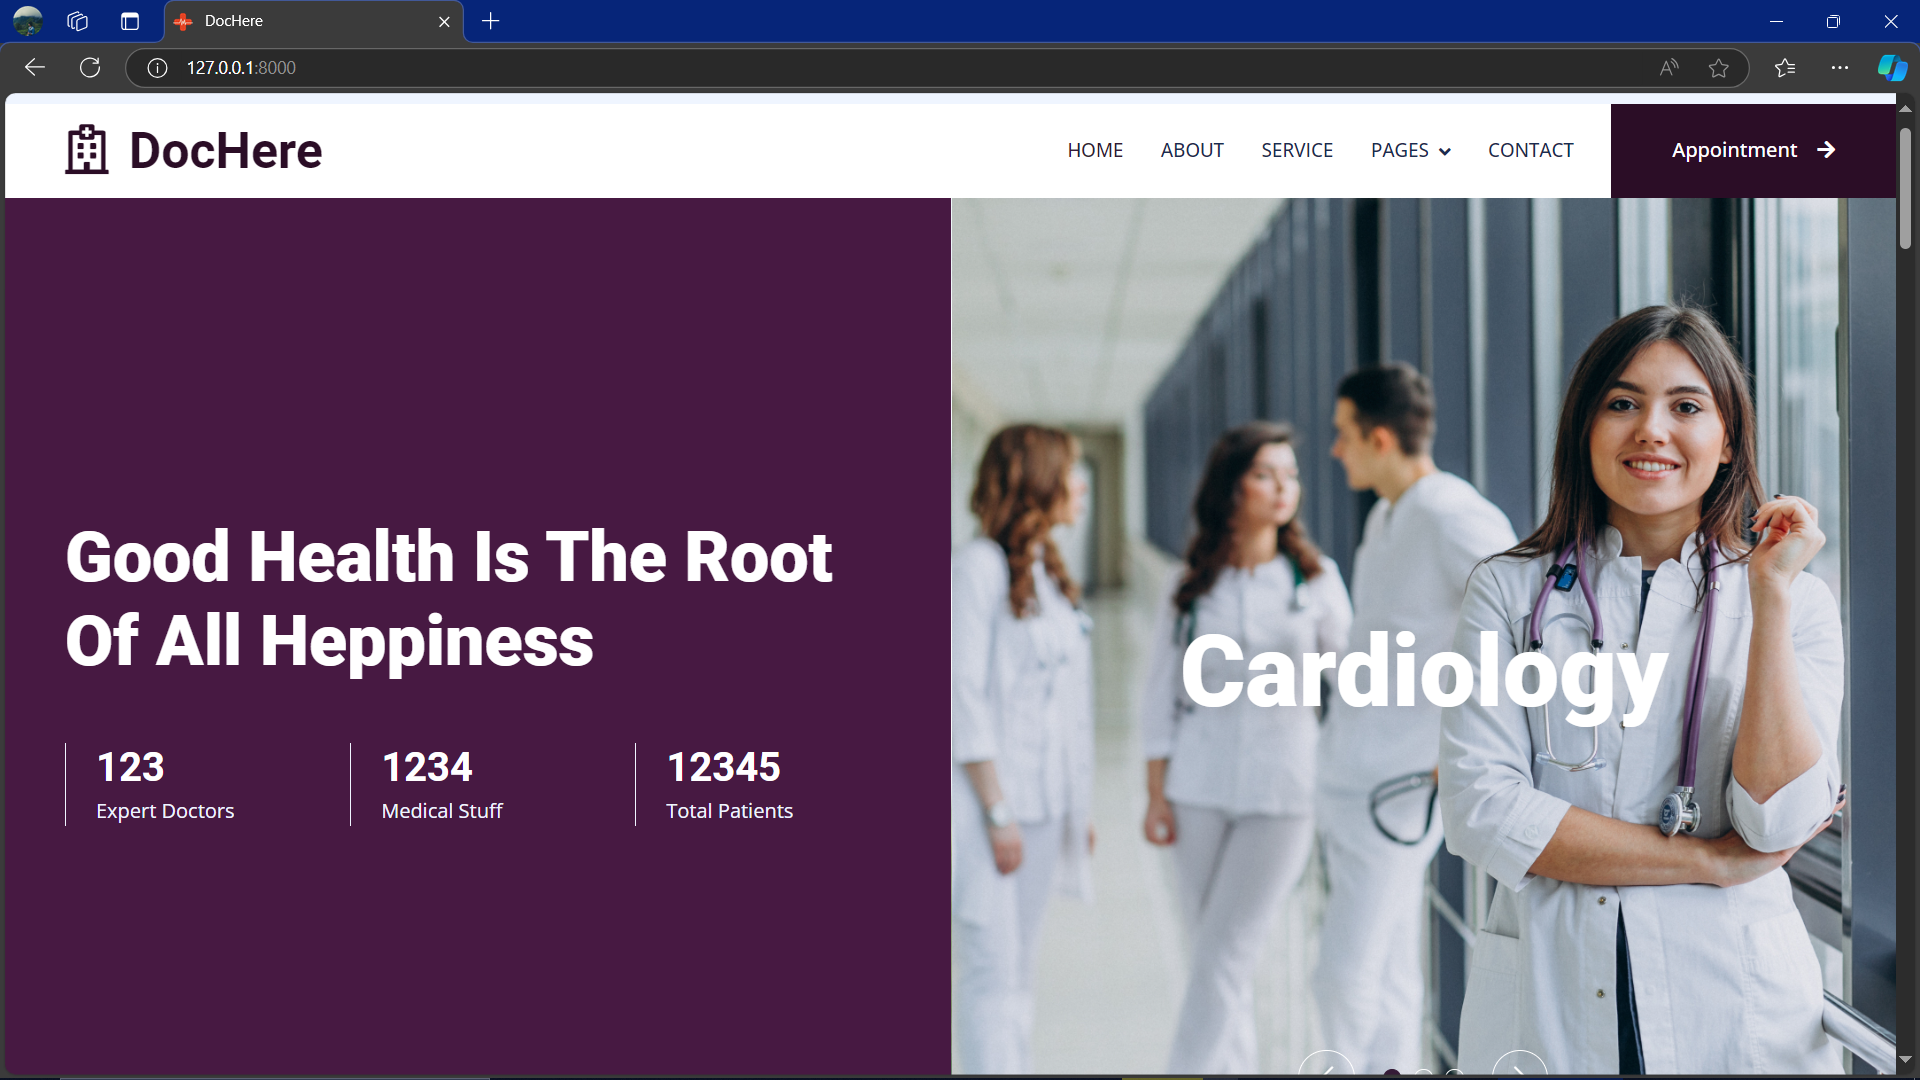 DocHere
127.0.0.1:8000
DocHere
HOME
ABOUT
SERVICE
PAGES
CONTACT
Appointment
Good Health Is The Root
Of All Heppiness
Cardiology
123
1234
12345
Expert Doctors
Medical Stuff
Total Patients